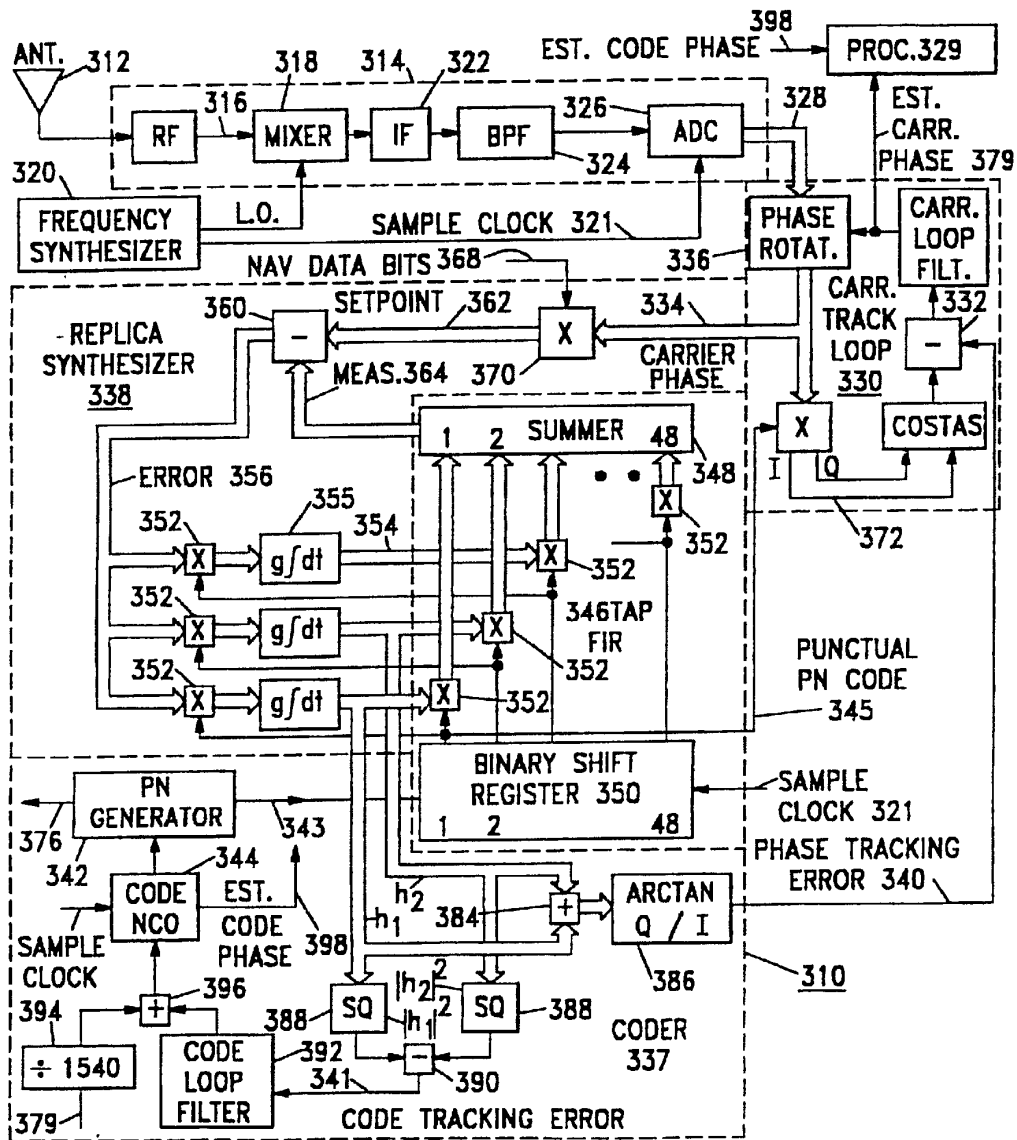 398
EST. CODE PHASE
PROC.329
ANT.
312
318
314
322
326
328
316
RF
MIXER
IF
BPF
ADC
324
EST.
CARR.
PHASE 379
320
FREQUENCY
SYNTHESIZER
L.O.
SAMPLE CLOCK 321
PHASE
ROTAT.
336
CARR.
LOOP
FILT.
NAV DATA BITS 368
360
SETPOINT
362
334
-REPLICA
SYNTHESIZER
338
−
X
370
MEAS.364
CARRIER
PHASE
CARR.
TRACK
LOOP
330
332
−
1 2 SUMMER 48
348
X
COSTAS
I Q
372
ERROR 356
355
352
X
g∫dt
354
X
352
X
352
352
X
g∫dt
346TAP
FIR
X
352
352
X
g∫dt
X
352
PUNCTUAL
PN CODE
345
PN
GENERATOR
376
342
343
BINARY SHIFT
REGISTER 350
1 2 48
SAMPLE
CLOCK 321
344
CODE
NCO
EST.
CODE
PHASE
398
SAMPLE
CLOCK
h1
h2
384
+
ARCTAN
Q / I
386
PHASE TRACKING
ERROR 340
310
394
÷ 1540
379
+
396
CODE
LOOP
FILTER
392
388
SQ
|h2|2
|h1|2
SQ
388
−
390
341
CODER
337
CODE TRACKING ERROR